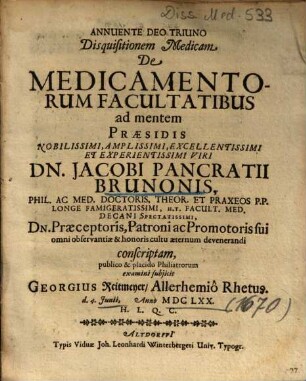 Diss. Med. 533
ANNUENTE DEO TRIUNO
Disquisitionem Medicam
De
MEDICAMENTO-
RUM FACULTATIBUS
ad mentem
PRÆSIDIS
NOBILISSIMI, AMPLISSIMI, EXCELLENTISSIMI
ET EXPERIENTISSIMI VIRI
DN. JACOBI PANCRATII
BRUNONIS,
PHIL. AC MED. DOCTORIS, THEOR. ET PRAXEOS P.P.
LONGE FAMIGERATISSIMI, H.T. FACULT. MED.
DECANI SPECTATISSIMI,
DN. Præceptoris, Patroni ac Promotoris sui
omni observantiæ & honoris cultu æternum devenerandi
conscriptam,
publico & placido Philiatrorum
examini subjicit
GEORGIUS Reitmeyer/ Allerhemiô Rhetus.
d. 4. Junii, Anno MDCLXX.
(1670)
H. L. Q. C.
ALTDORFFI
Typis Viduæ Joh. Leonhardi Winterbergeri Univ. Typogr.